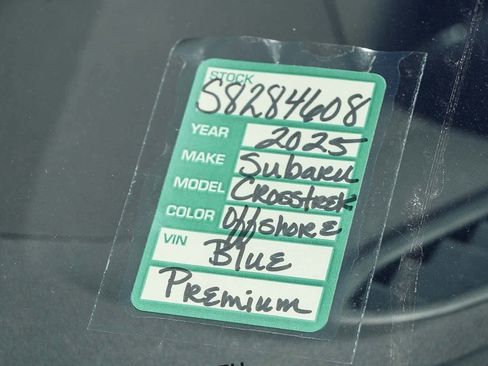 STOCK
S8284608
YEAR 2025
MAKE Subaru
MODEL Crosstrek
COLOR Offshore
VIN Blue
Premium